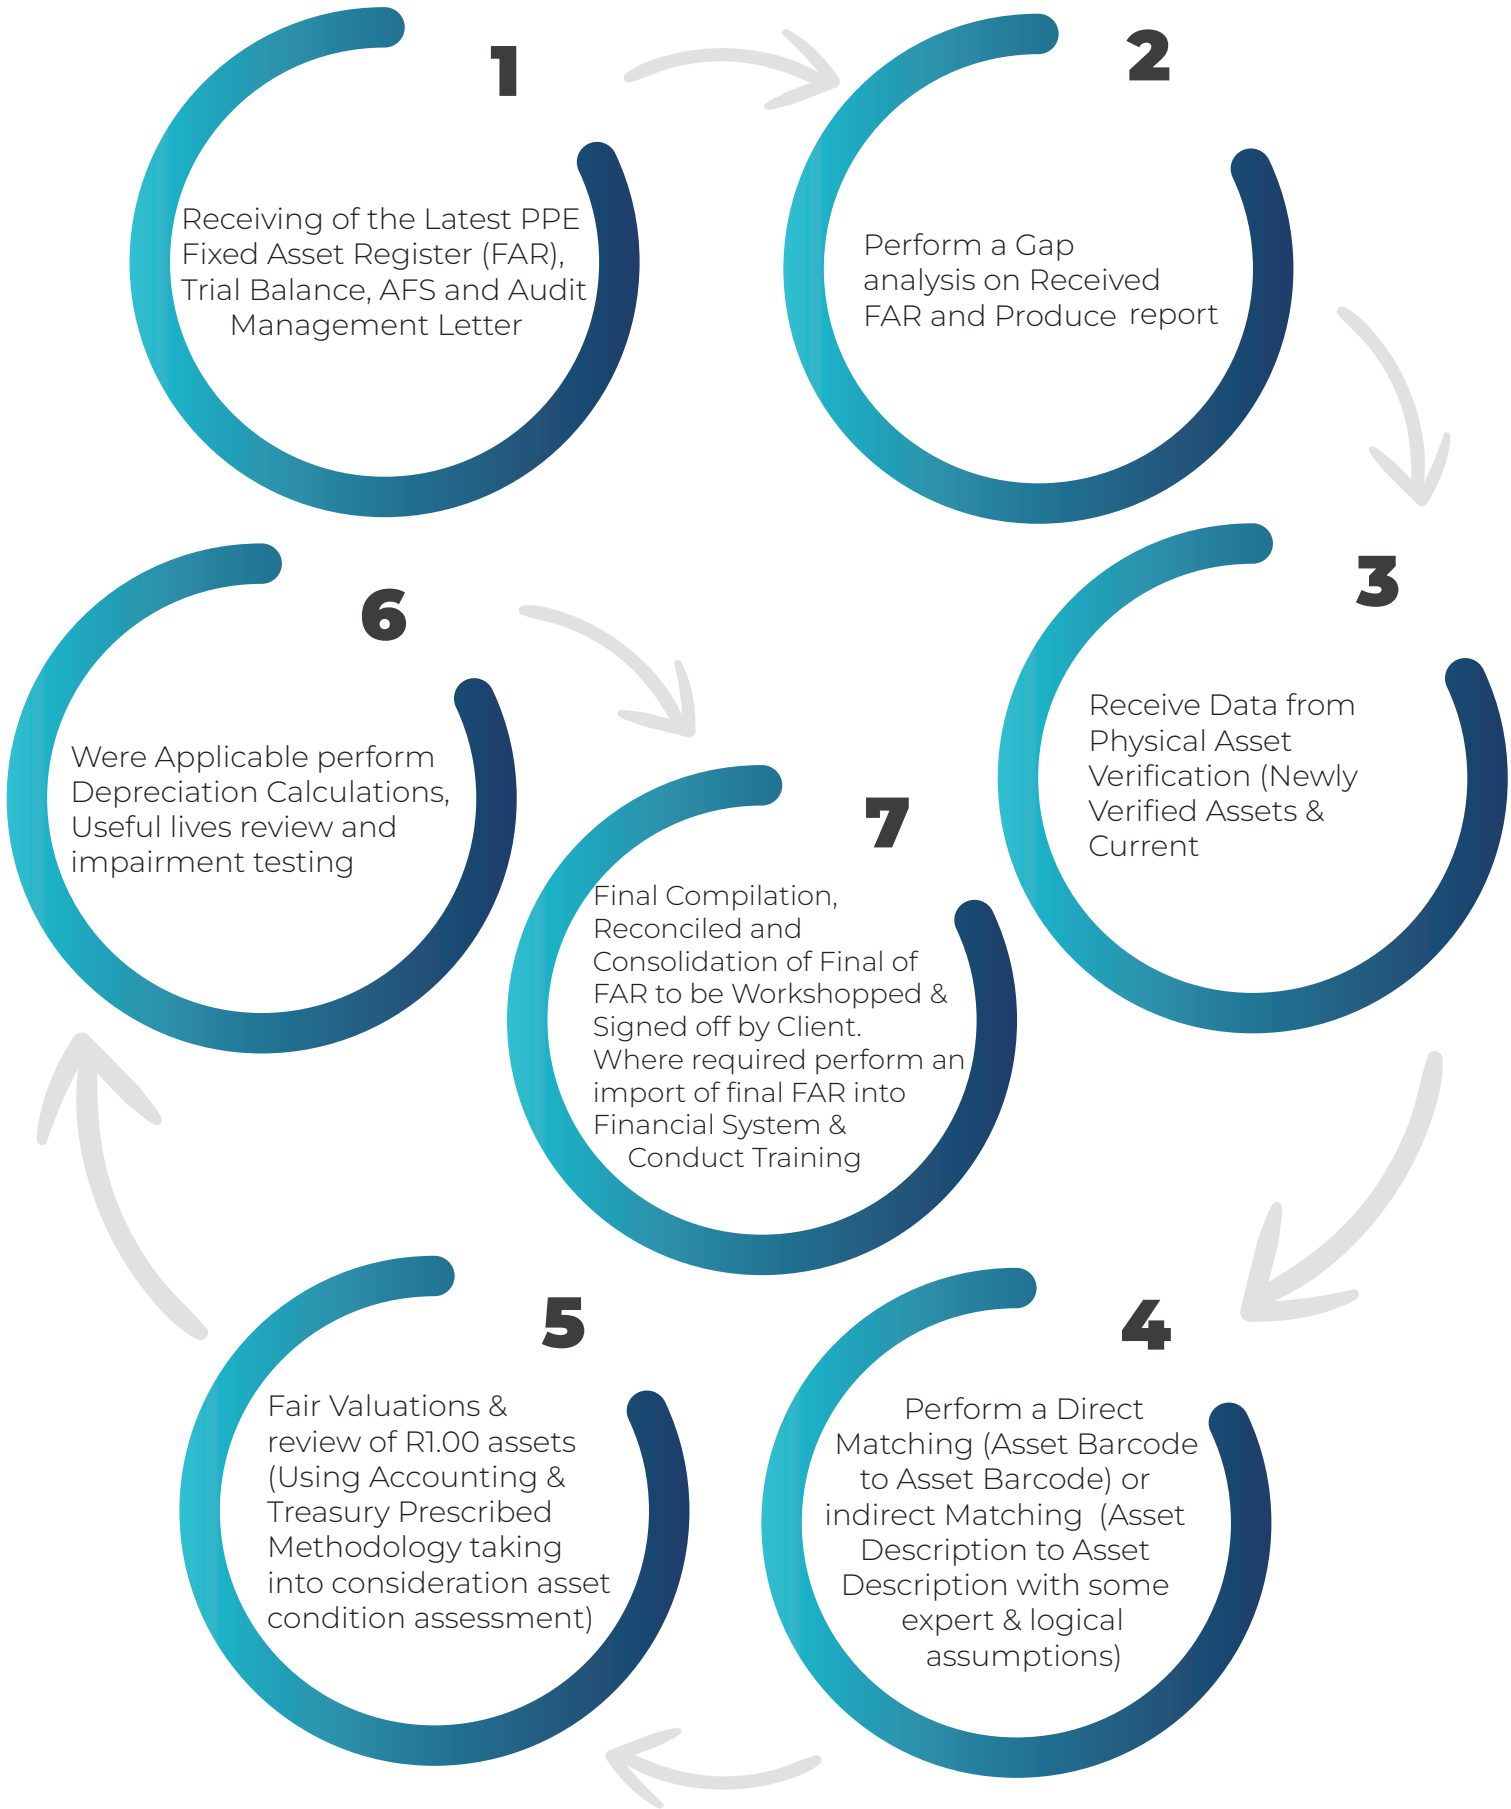 1
Receiving of the Latest PPE
Fixed Asset Register (FAR),
Trial Balance, AFS and Audit
Management Letter
2
Perform a Gap
analysis on Received
FAR and Produce report
3
Receive Data from
Physical Asset
Verification (Newly
Verified Assets &
Current
4
Perform a Direct
Matching (Asset Barcode
to Asset Barcode) or
indirect Matching (Asset
Description to Asset
Description with some
expert & logical
assumptions)
5
Fair Valuations &
review of R1.00 assets
(Using Accounting &
Treasury Prescribed
Methodology taking
into consideration asset
condition assessment)
6
Were Applicable perform
Depreciation Calculations,
Useful lives review and
impairment testing
7
Final Compilation,
Reconciled and
Consolidation of Final of
FAR to be Workshopped &
Signed off by Client.
Where required perform an
import of final FAR into
Financial System &
Conduct Training